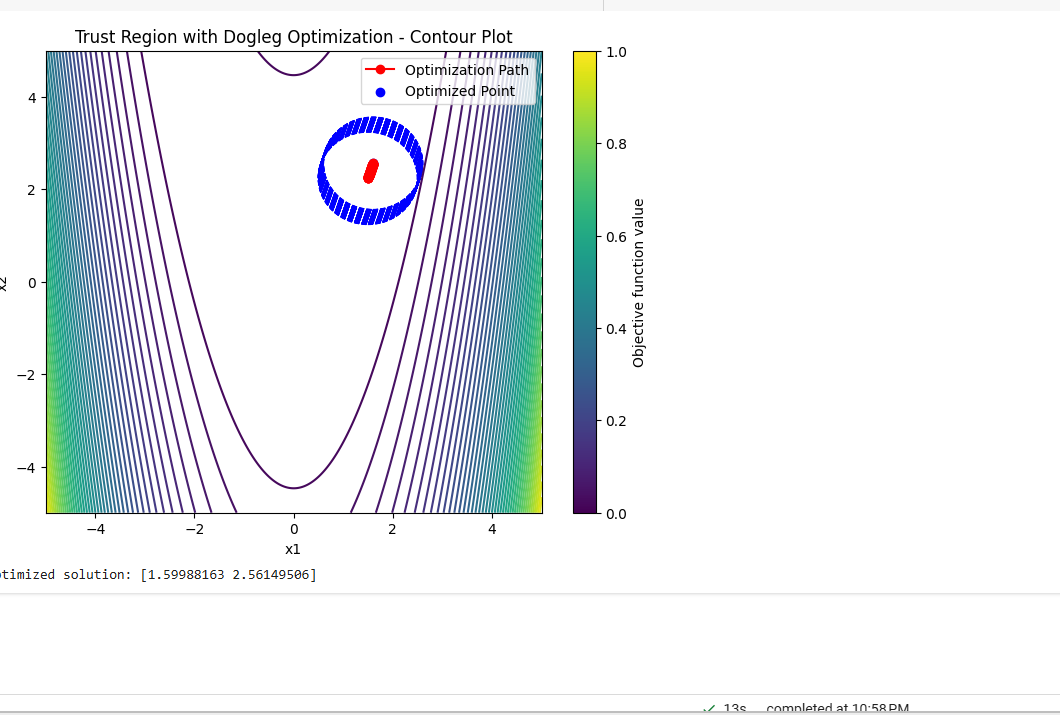 Trust Region with Dogleg Optimization - Contour Plot
Optimization Path
Optimized Point
4
2
0
−2
−4
x2
−4 −2 0 2 4
x1
1.0
0.8
0.6
0.4
0.2
0.0
Objective function value
timized solution: [1.59988163 2.56149506]
13s completed at 10:58 PM